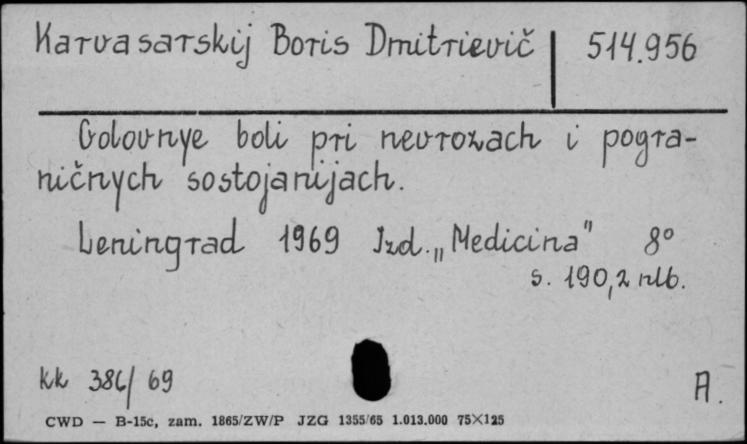 Karvasarskij Boris Dmitrievič 514.956
Golovnye boli pri nevrozach i pogra-
ničnych sostojanijach.
Leningrad 1969 Izd. „Medicina" 8°
s. 190,2 nlb.
kk 386/69
A.
CWD — B-15c, zam. 1865/ZW/P JZG 1355/65 1.013.000 75×125